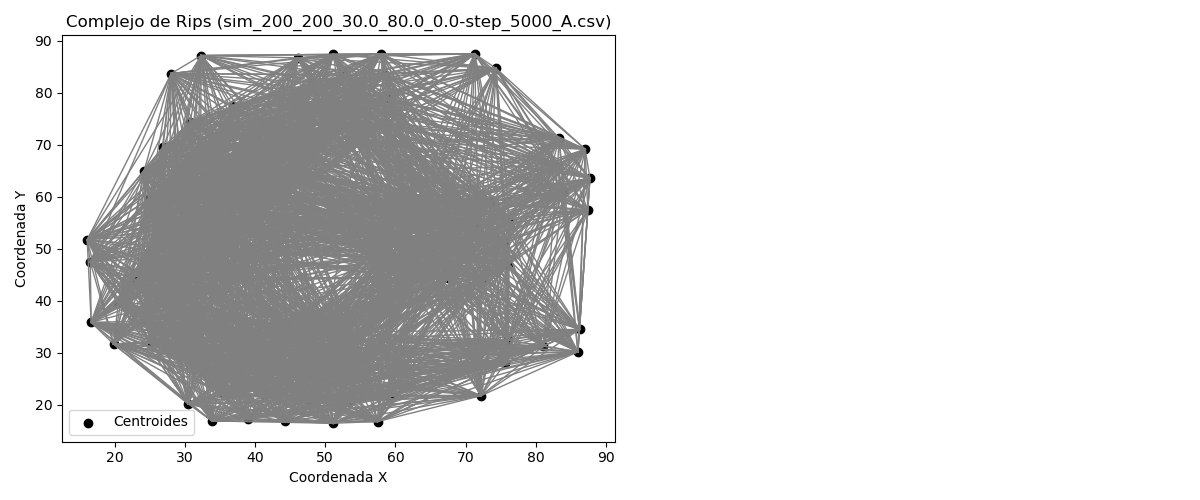 Complejo de Rips (sim_200_200_30.0_80.0_0.0-step_5000_A.csv)
90
80
70
60
50
40
30
20
Coordenada Y
Centroides
20 30 40 50 60 70 80 90
Coordenada X